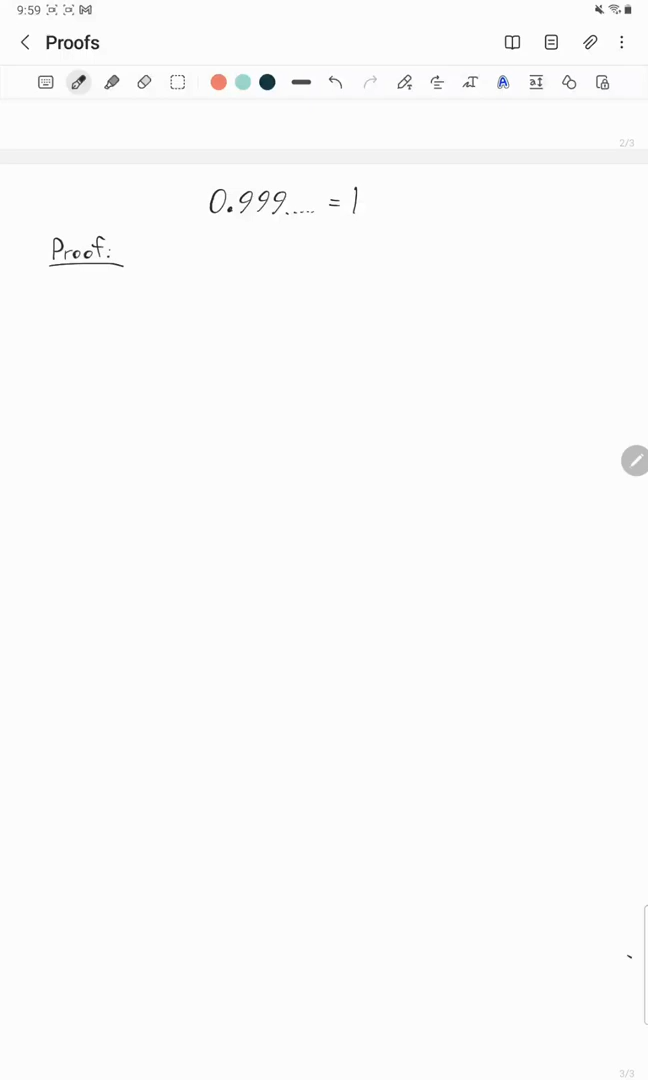 9:59
Proofs
2/3
0.999..... = 1
Proof:
3/3